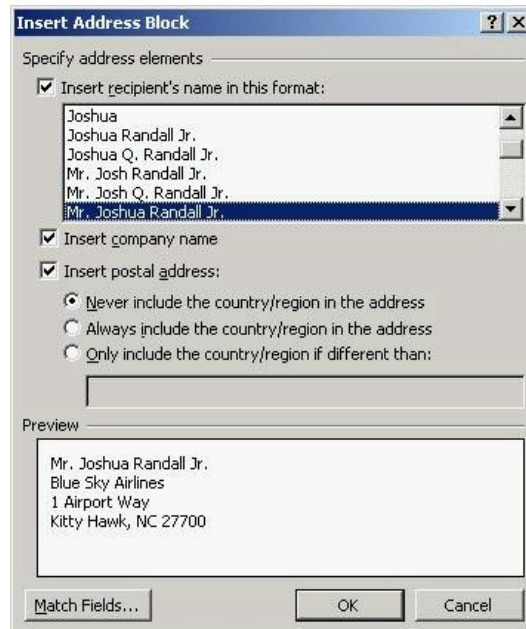 Insert Address Block
Specify address elements
Insert recipient's name in this format:
Joshua
Joshua Randall Jr.
Joshua Q. Randall Jr.
Mr. Josh Randall Jr.
Mr. Josh Q. Randall Jr.
Mr. Joshua Randall Jr.
Insert company name
Insert postal address:
Never include the country/region in the address
Always include the country/region in the address
Only include the country/region if different than:
Preview
Mr. Joshua Randall Jr.
Blue Sky Airlines
1 Airport Way
Kitty Hawk, NC 27700
Match Fields... OK Cancel